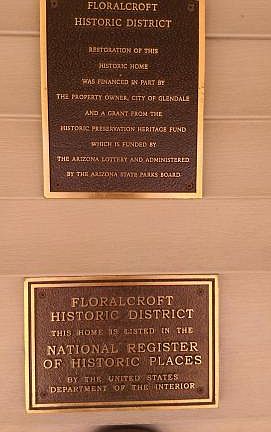 FLORALCROFT
HISTORIC DISTRICT
RESTORATION OF THIS
HISTORIC HOME
WAS FINANCED IN PART BY
THE PROPERTY OWNER, CITY OF GLENDALE
AND A GRANT FROM THE
HISTORIC PRESERVATION HERITAGE FUND
WHICH IS FUNDED BY
THE ARIZONA LOTTERY AND ADMINISTERED
BY THE ARIZONA STATE PARKS BOARD
FLORALCROFT
HISTORIC DISTRICT
THIS HOME IS LISTED IN THE
NATIONAL REGISTER
OF HISTORIC PLACES
BY THE UNITED STATES
DEPARTMENT OF THE INTERIOR